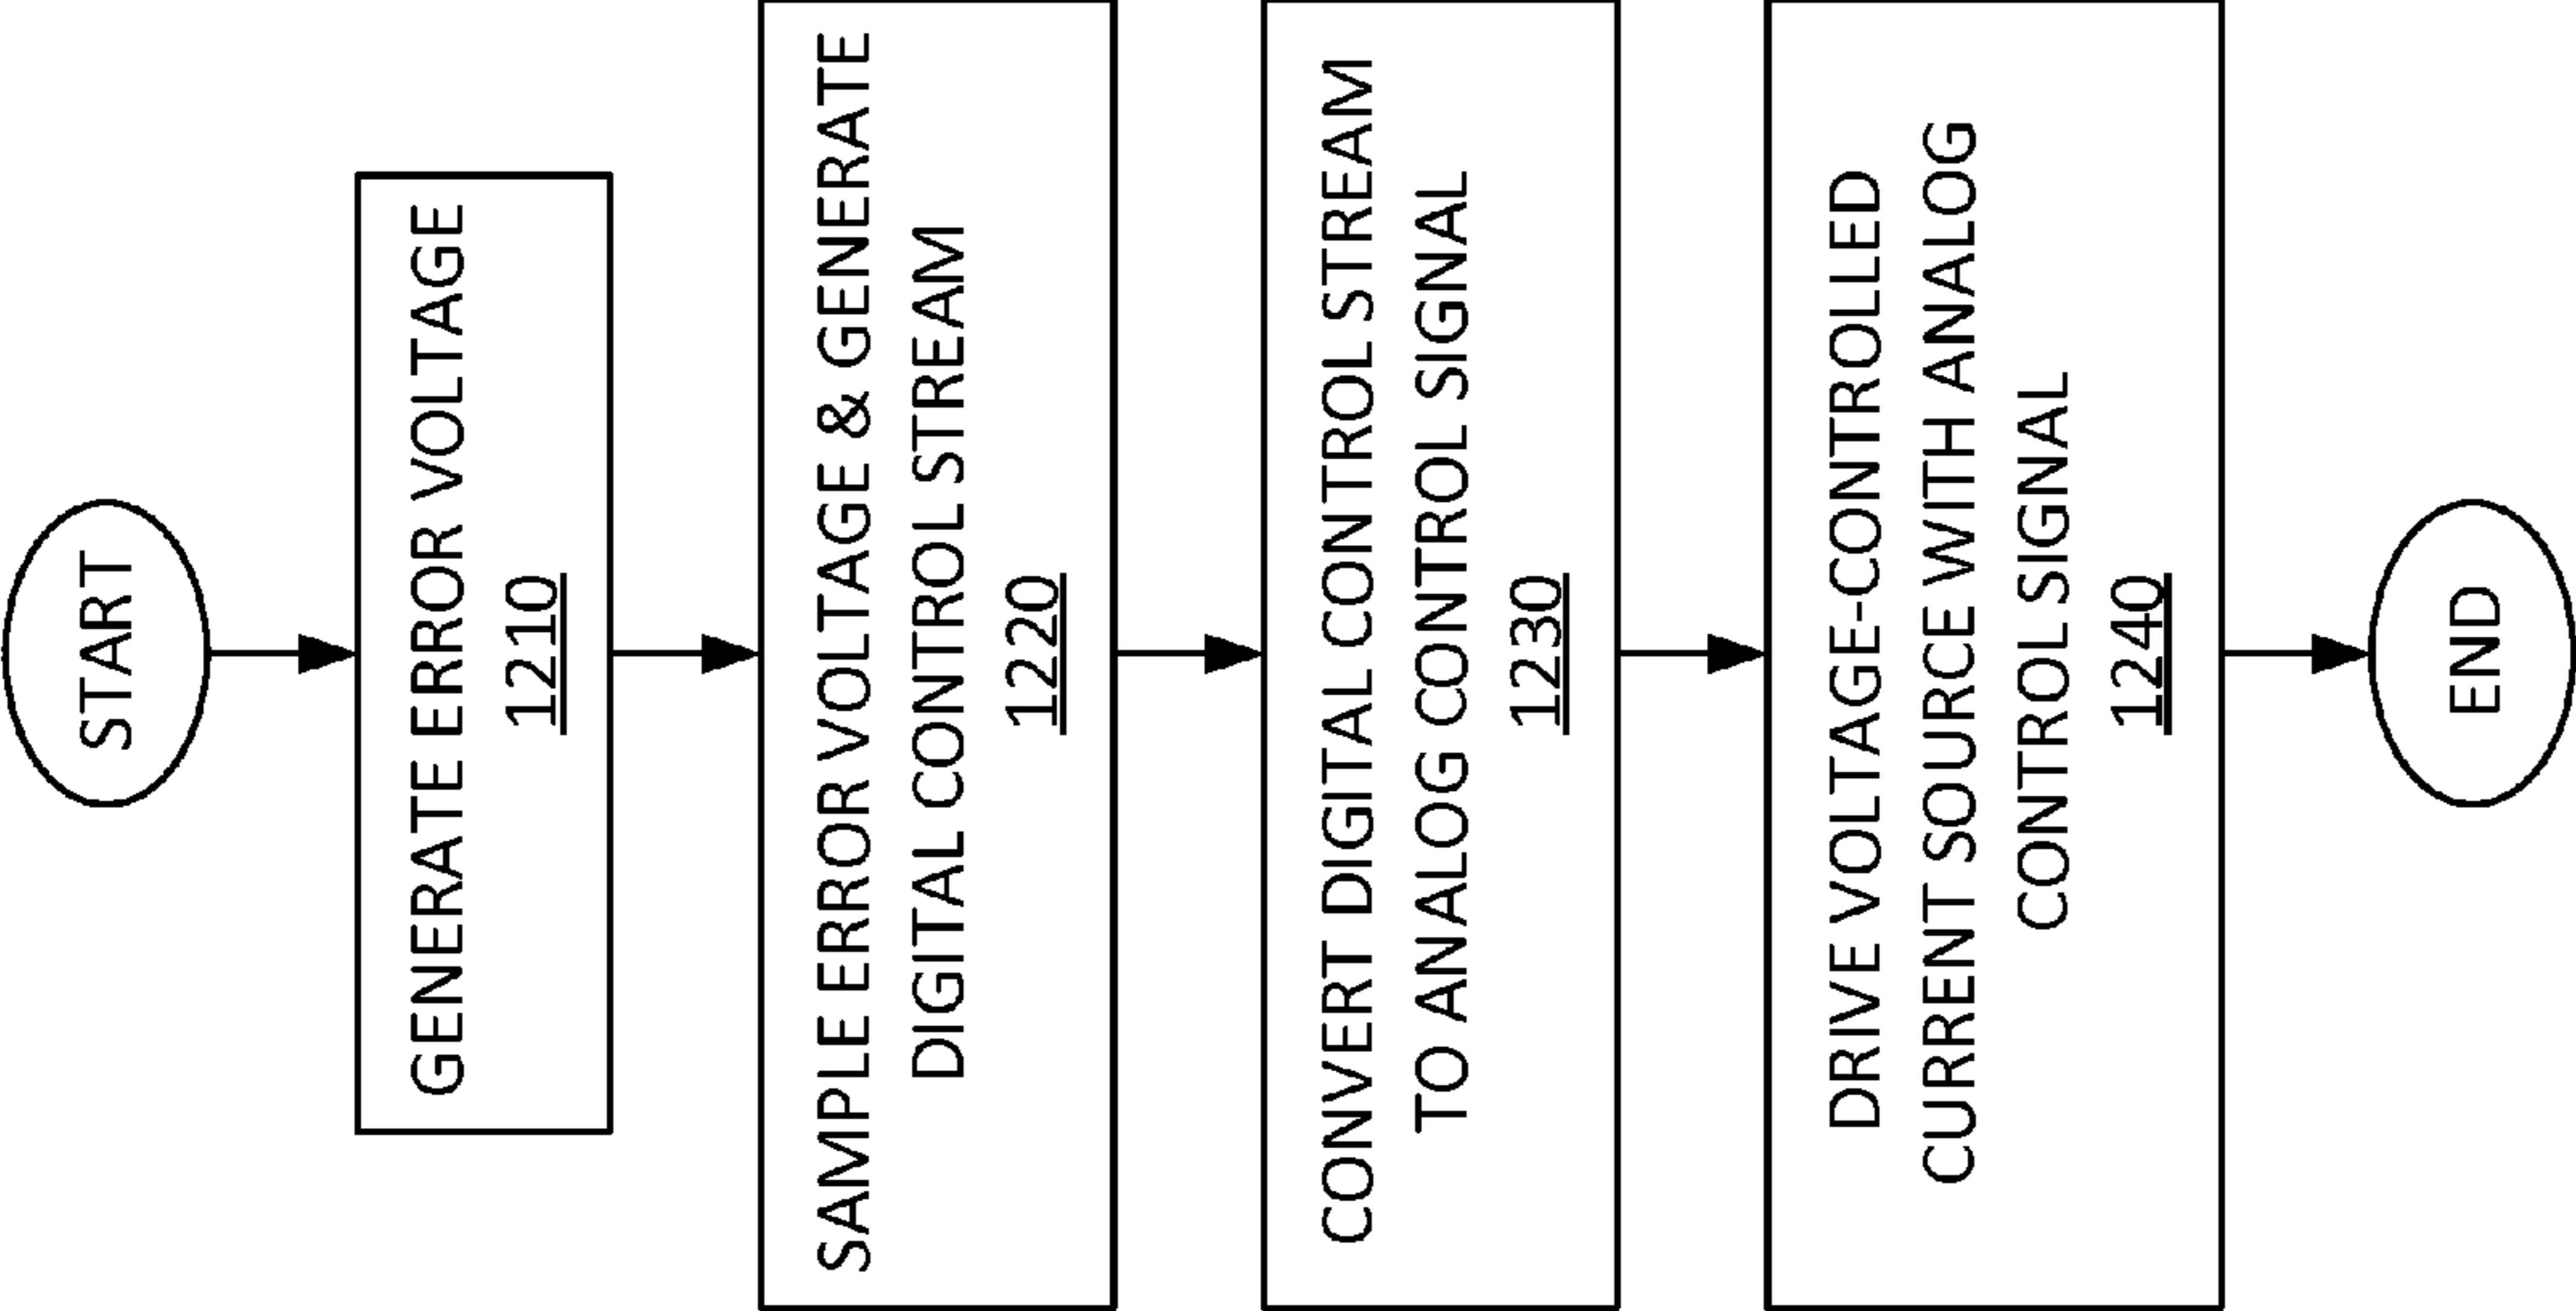 START
GENERATE ERROR VOLTAGE
1210
SAMPLE ERROR VOLTAGE & GENERATE
DIGITAL CONTROL STREAM
1220
CONVERT DIGITAL CONTROL STREAM
TO ANALOG CONTROL SIGNAL
1230
DRIVE VOLTAGE-CONTROLLED
CURRENT SOURCE WITH ANALOG
CONTROL SIGNAL
1240
END